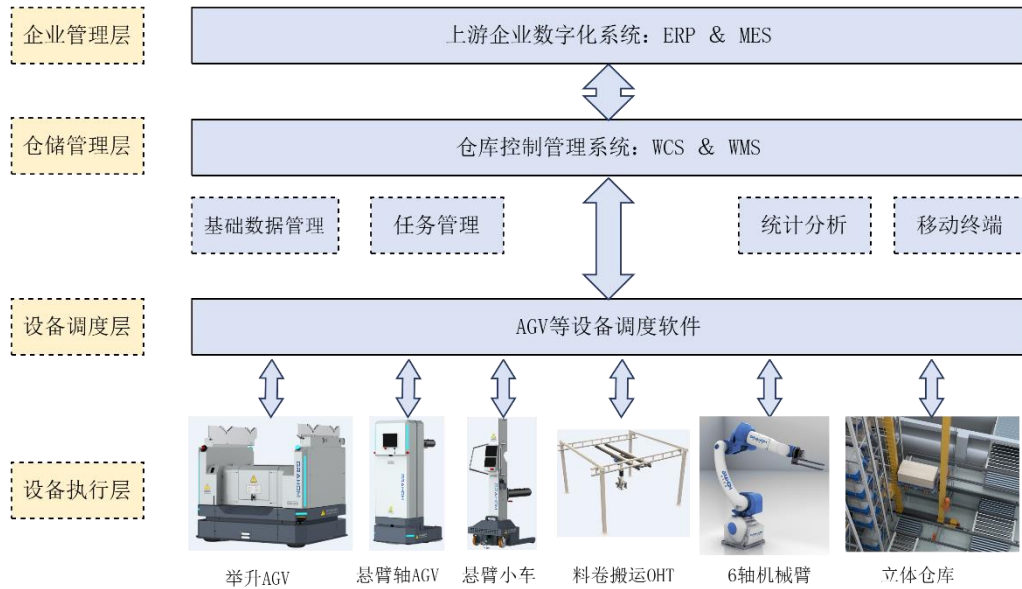 企业管理层
上游企业数字化系统：ERP & MES
仓储管理层
仓库控制管理系统：WCS & WMS
基础数据管理
任务管理
统计分析
移动终端
设备调度层
AGV等设备调度软件
设备执行层
举升AGV
悬臂轴AGV
悬臂小车
料卷搬运OHT
6轴机械臂
立体仓库